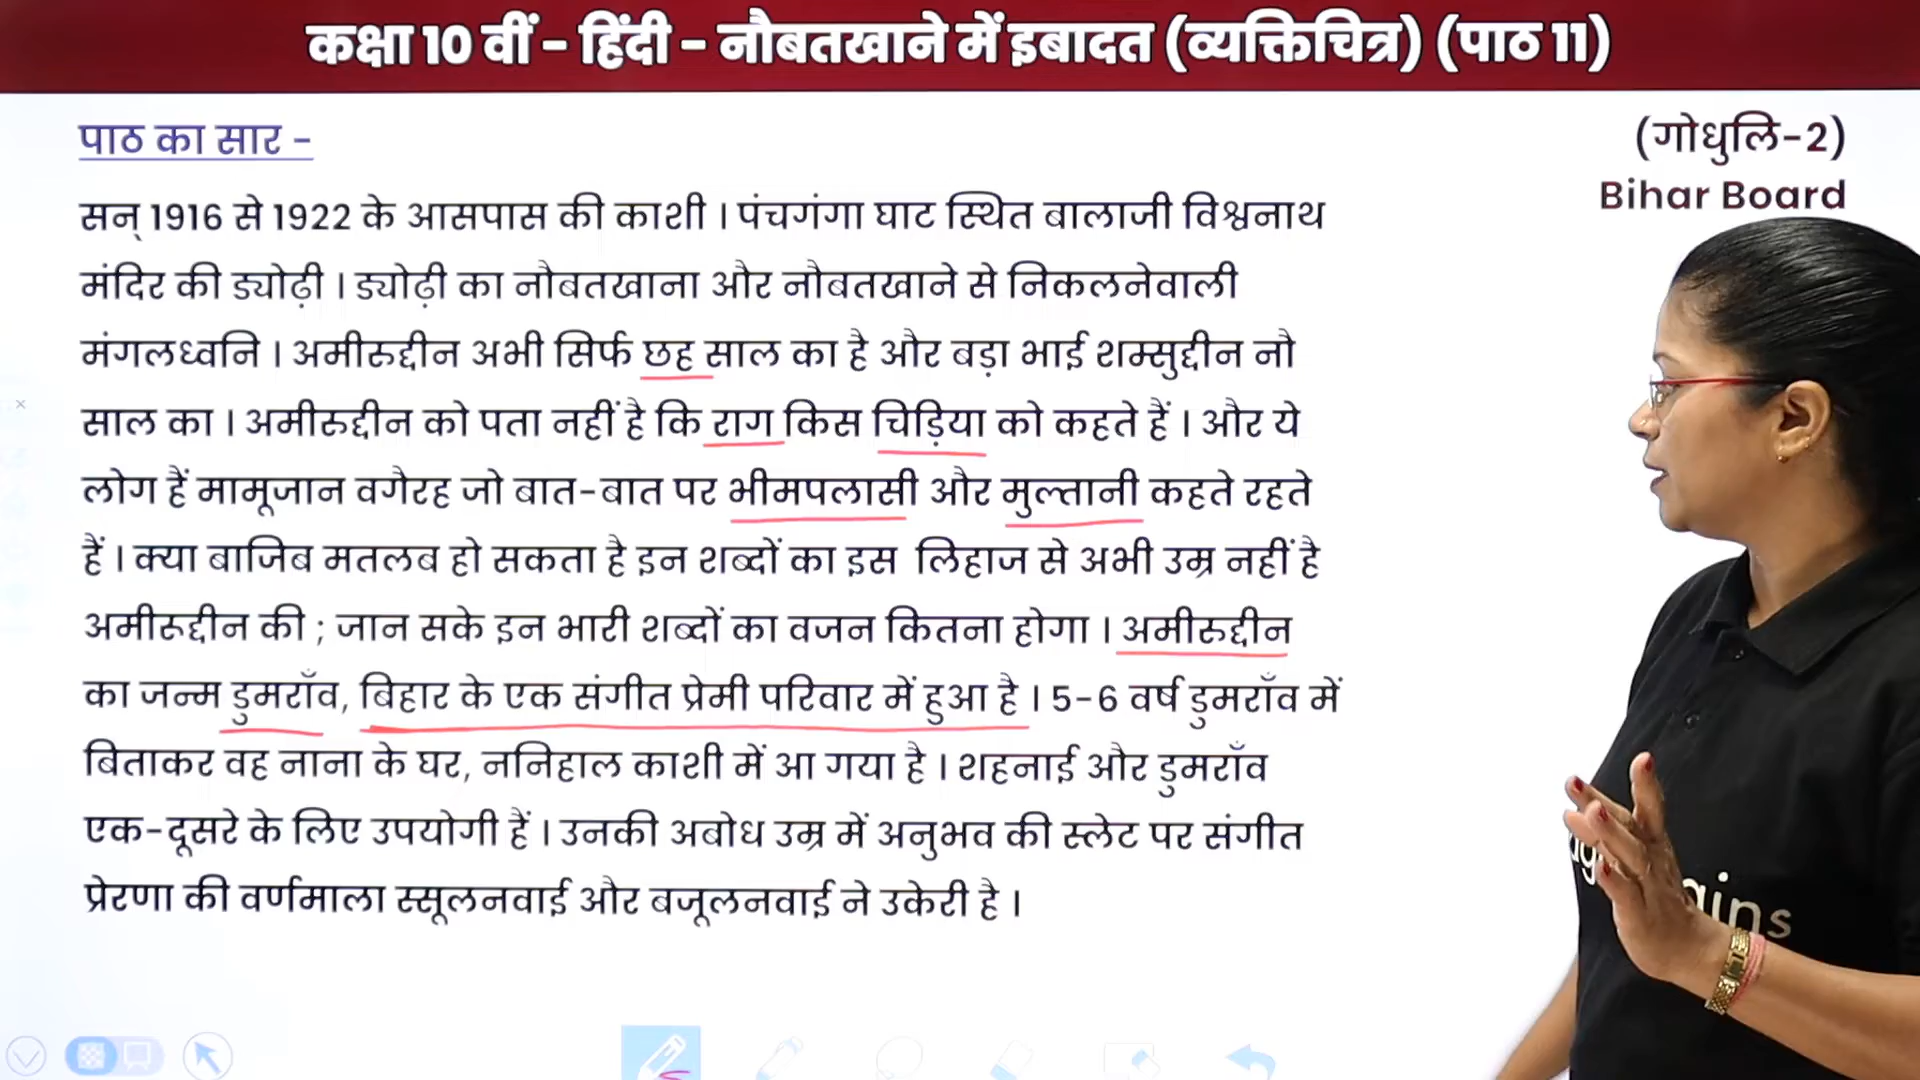 कक्षा 10 वीं - हिंदी - नौबतखाने में इबादत (व्यक्तिचित्र) (पाठ 11)
पाठ का सार -
(गोधुलि-2)
Bihar Board
सन् 1916 से 1922 के आसपास की काशी । पंचगंगा घाट स्थित बालाजी विश्वनाथ
मंदिर की ड्योढ़ी । ड्योढ़ी का नौबतखाना और नौबतखाने से निकलनेवाली
मंगलध्वनि । अमीरुद्दीन अभी सिर्फ छह साल का है और बड़ा भाई शम्सुद्दीन नौ
साल का । अमीरुद्दीन को पता नहीं है कि राग किस चिड़िया को कहते हैं । और ये
लोग हैं मामूजान वगैरह जो बात-बात पर भीमपलासी और मुल्तानी कहते रहते
हैं । क्या बाजिब मतलब हो सकता है इन शब्दों का इस लिहाज से अभी उम्र नहीं है
अमीरूद्दीन की ; जान सके इन भारी शब्दों का वजन कितना होगा । अमीरुद्दीन
का जन्म डुमराँव, बिहार के एक संगीत प्रेमी परिवार में हुआ है । 5-6 वर्ष डुमराँव में
बिताकर वह नाना के घर, ननिहाल काशी में आ गया है । शहनाई और डुमराँव
एक-दूसरे के लिए उपयोगी हैं । उनकी अबोध उम्र में अनुभव की स्लेट पर संगीत
प्रेरणा की वर्णमाला रसूलनवाई और बजूलनवाई ने उकेरी है ।